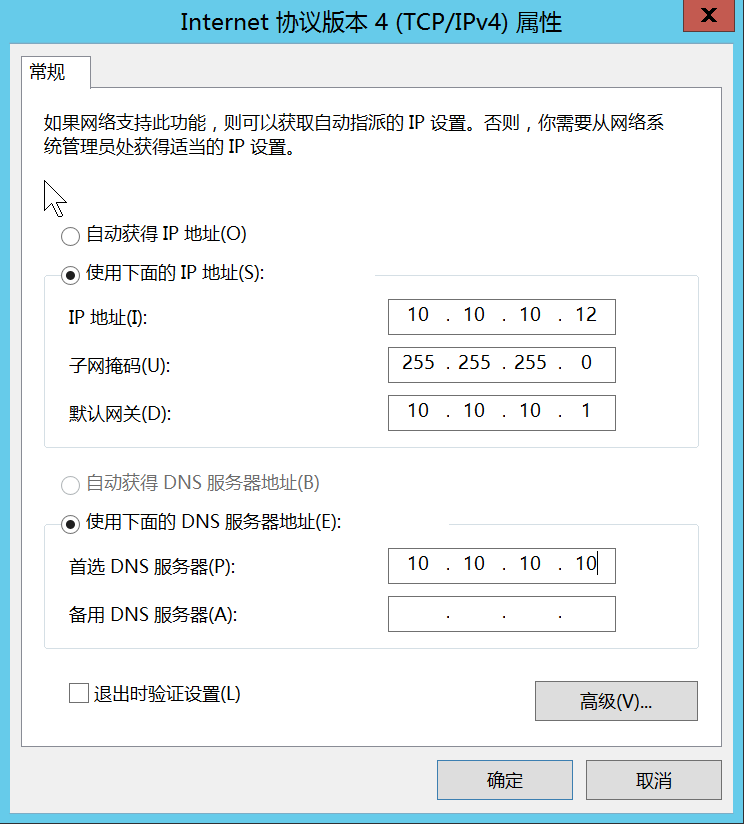 Internet 协议版本 4 (TCP/IPv4) 属性
X
常规
如果网络支持此功能，则可以获取自动指派的 IP 设置。否则，你需要从网络系
统管理员处获得适当的 IP 设置。
自动获得 IP 地址(O)
使用下面的 IP 地址(S):
IP 地址(I): 10 . 10 . 10 . 12
子网掩码(U): 255 . 255 . 255 . 0
默认网关(D): 10 . 10 . 10 . 1
自动获得 DNS 服务器地址(B)
使用下面的 DNS 服务器地址(E):
首选 DNS 服务器(P): 10 . 10 . 10 . 10
备用 DNS 服务器(A): . . .
退出时验证设置(L)
高级(V)...
确定 取消